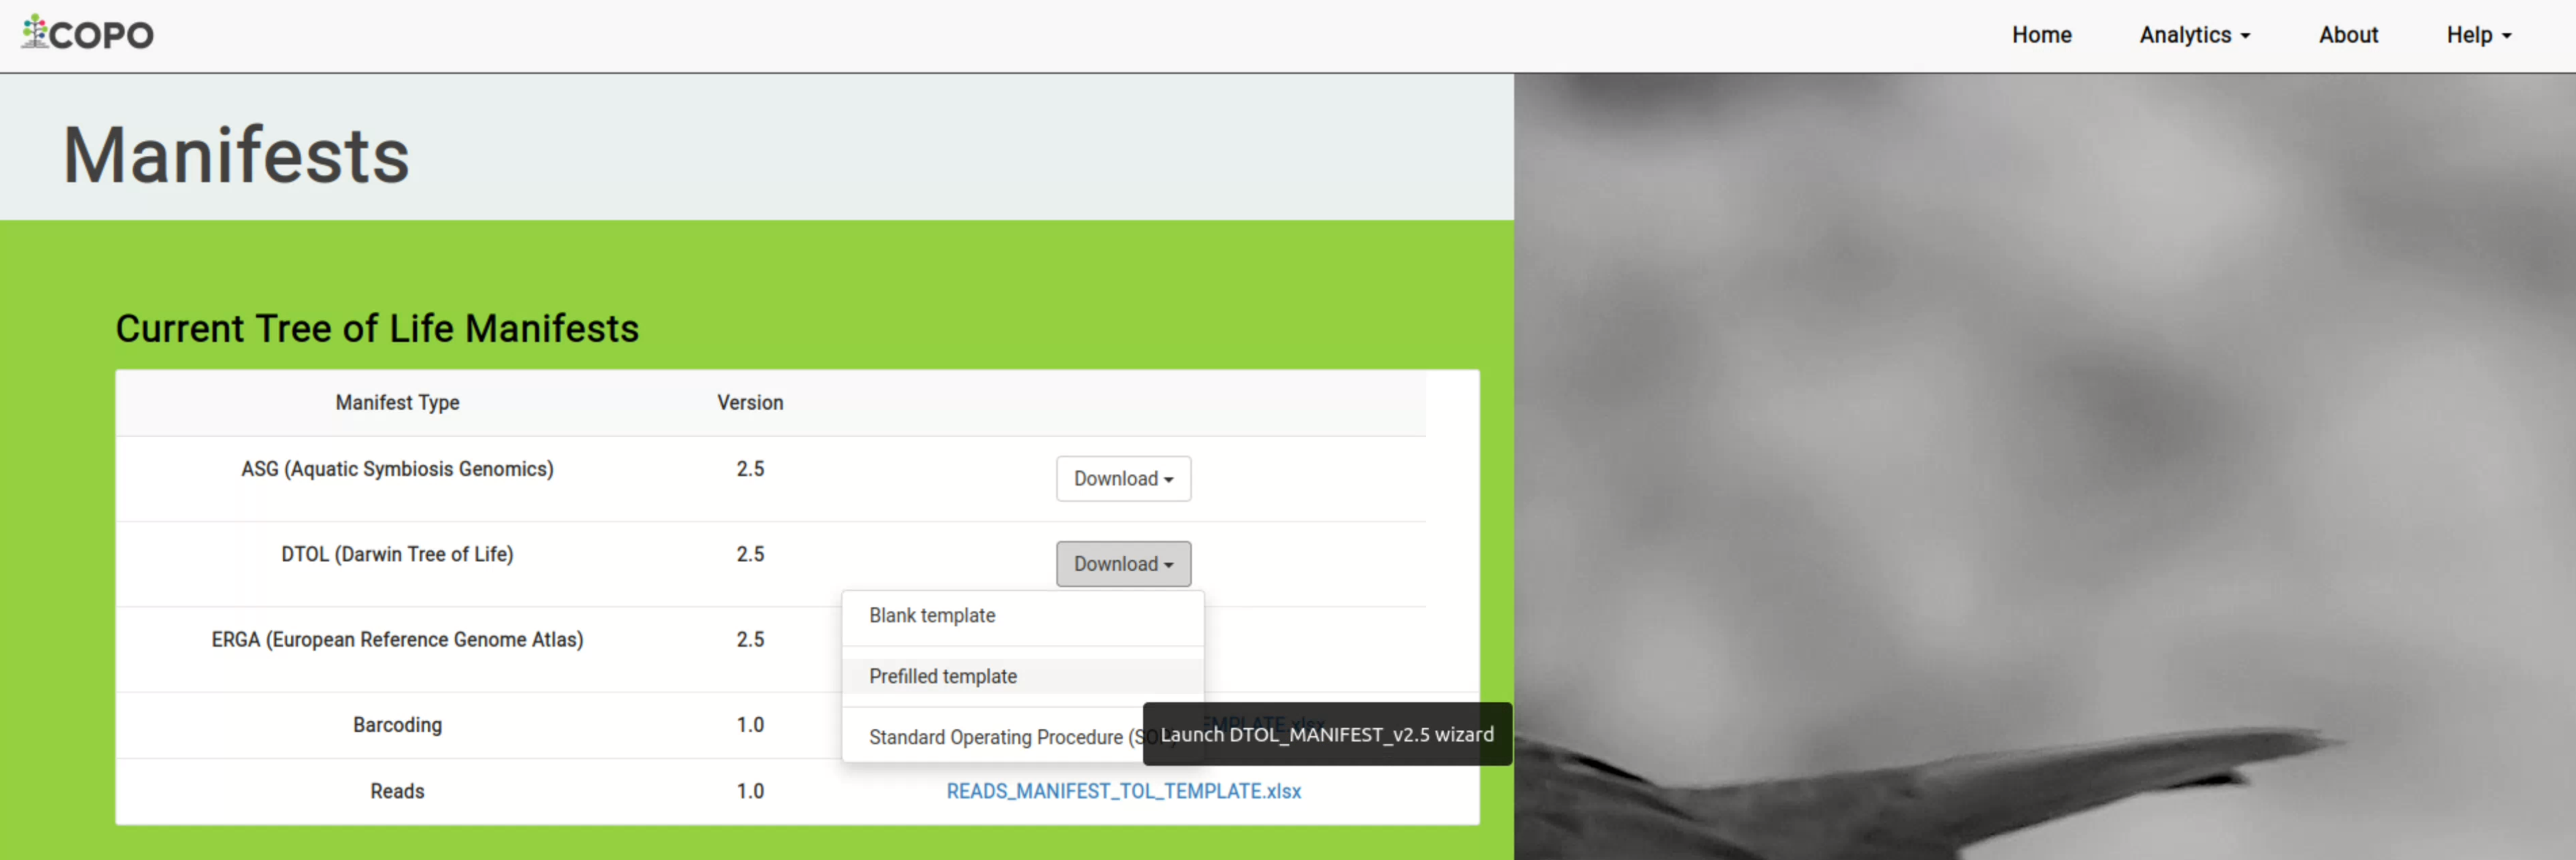 COPO
Home Analytics About Help
Manifests
Current Tree of Life Manifests
Manifest Type Version
ASG (Aquatic Symbiosis Genomics) 2.5 Download
DTOL (Darwin Tree of Life) 2.5 Download
Blank template
ERGA (European Reference Genome Atlas) 2.5
Prefilled template
Barcoding 1.0 EMPLATE.xlsx
Standard Operating Procedure (SOP)
Launch DTOL_MANIFEST_v2.5 wizard
Reads 1.0 READS_MANIFEST_TOL_TEMPLATE.xlsx